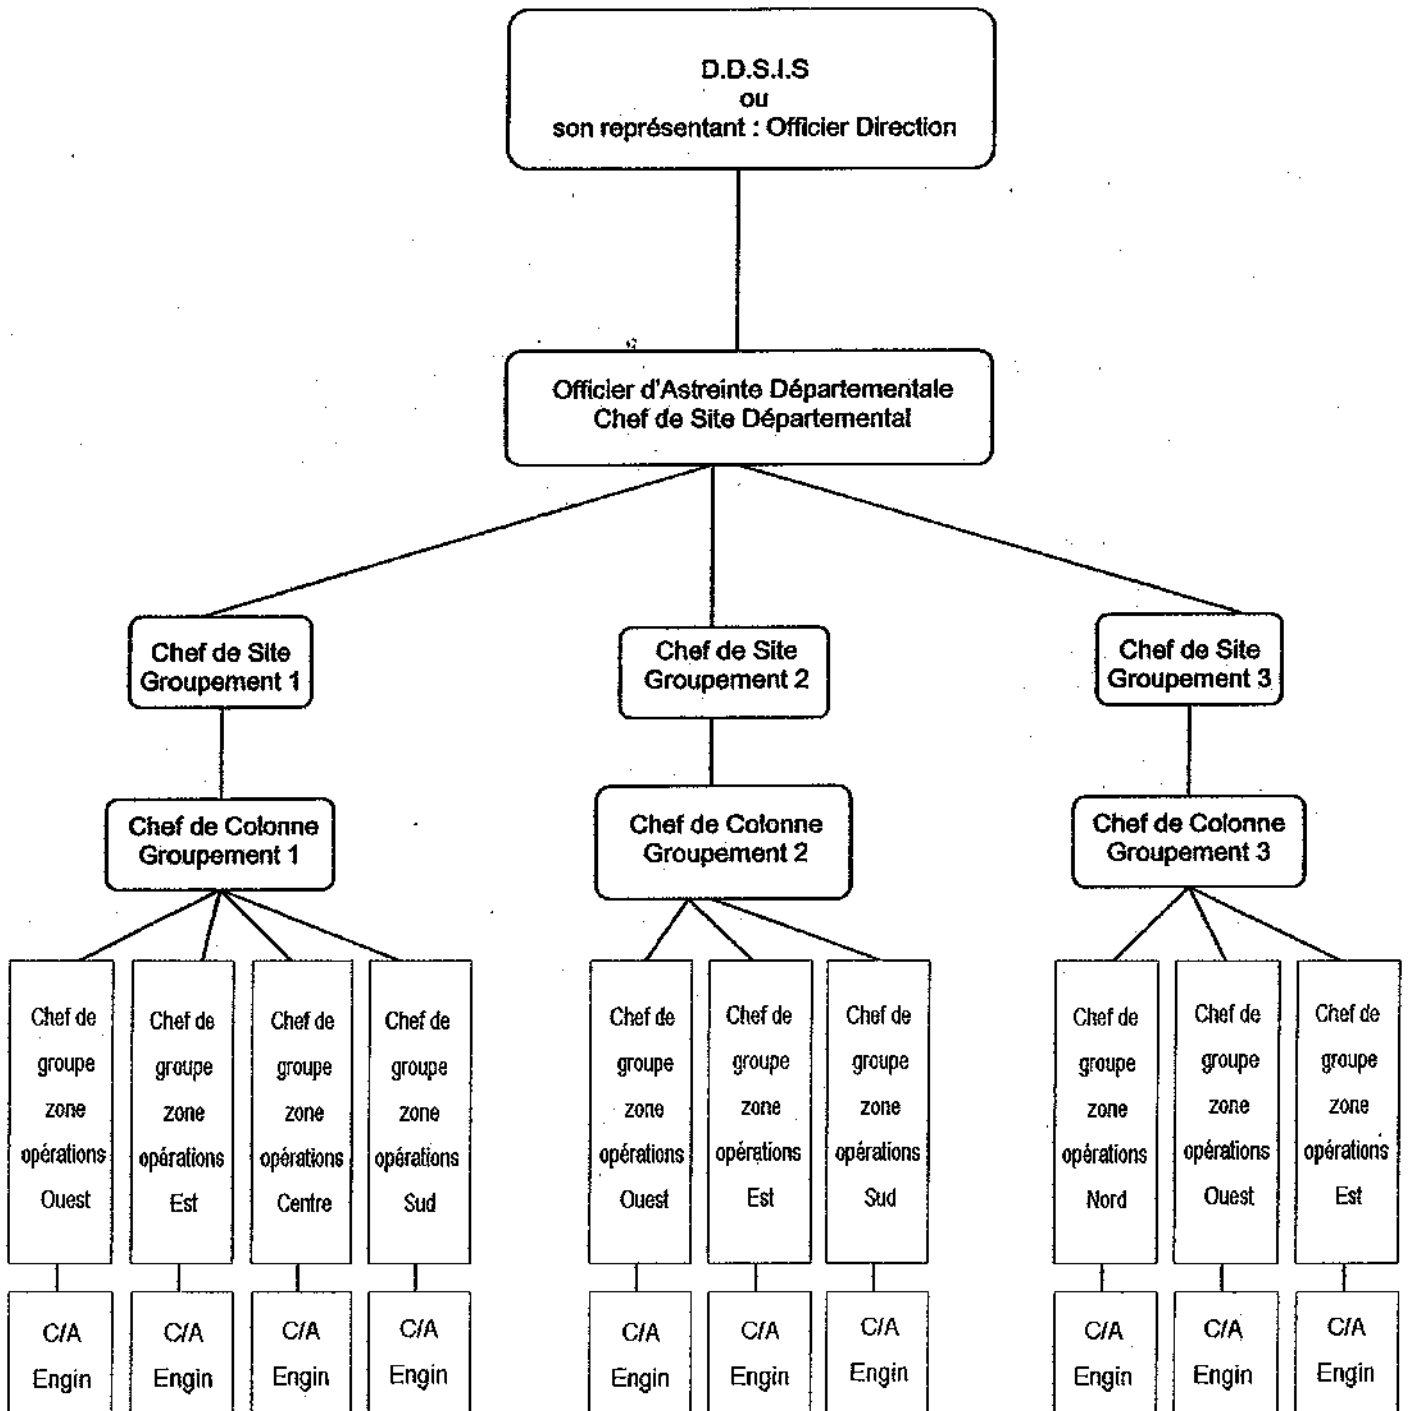 D.D.S.I.S
ou
son représentant : Officier Direction
Officier d'Astreinte Départementale
Chef de Site Départemental
Chef de Site
Groupement 1
Chef de Site
Groupement 2
Chef de Site
Groupement 3
Chef de Colonne
Groupement 1
Chef de Colonne
Groupement 2
Chef de Colonne
Groupement 3
Chef de
groupe
zone
opérations
Ouest
Chef de
groupe
zone
opérations
Est
Chef de
groupe
zone
opérations
Centre
Chef de
groupe
zone
opérations
Sud
Chef de
groupe
zone
opérations
Ouest
Chef de
groupe
zone
opérations
Est
Chef de
groupe
zone
opérations
Sud
Chef de
groupe
zone
opérations
Nord
Chef de
groupe
zone
opérations
Ouest
Chef de
groupe
zone
opérations
Est
C/A
Engin
C/A
Engin
C/A
Engin
C/A
Engin
C/A
Engin
C/A
Engin
C/A
Engin
C/A
Engin
C/A
Engin
C/A
Engin